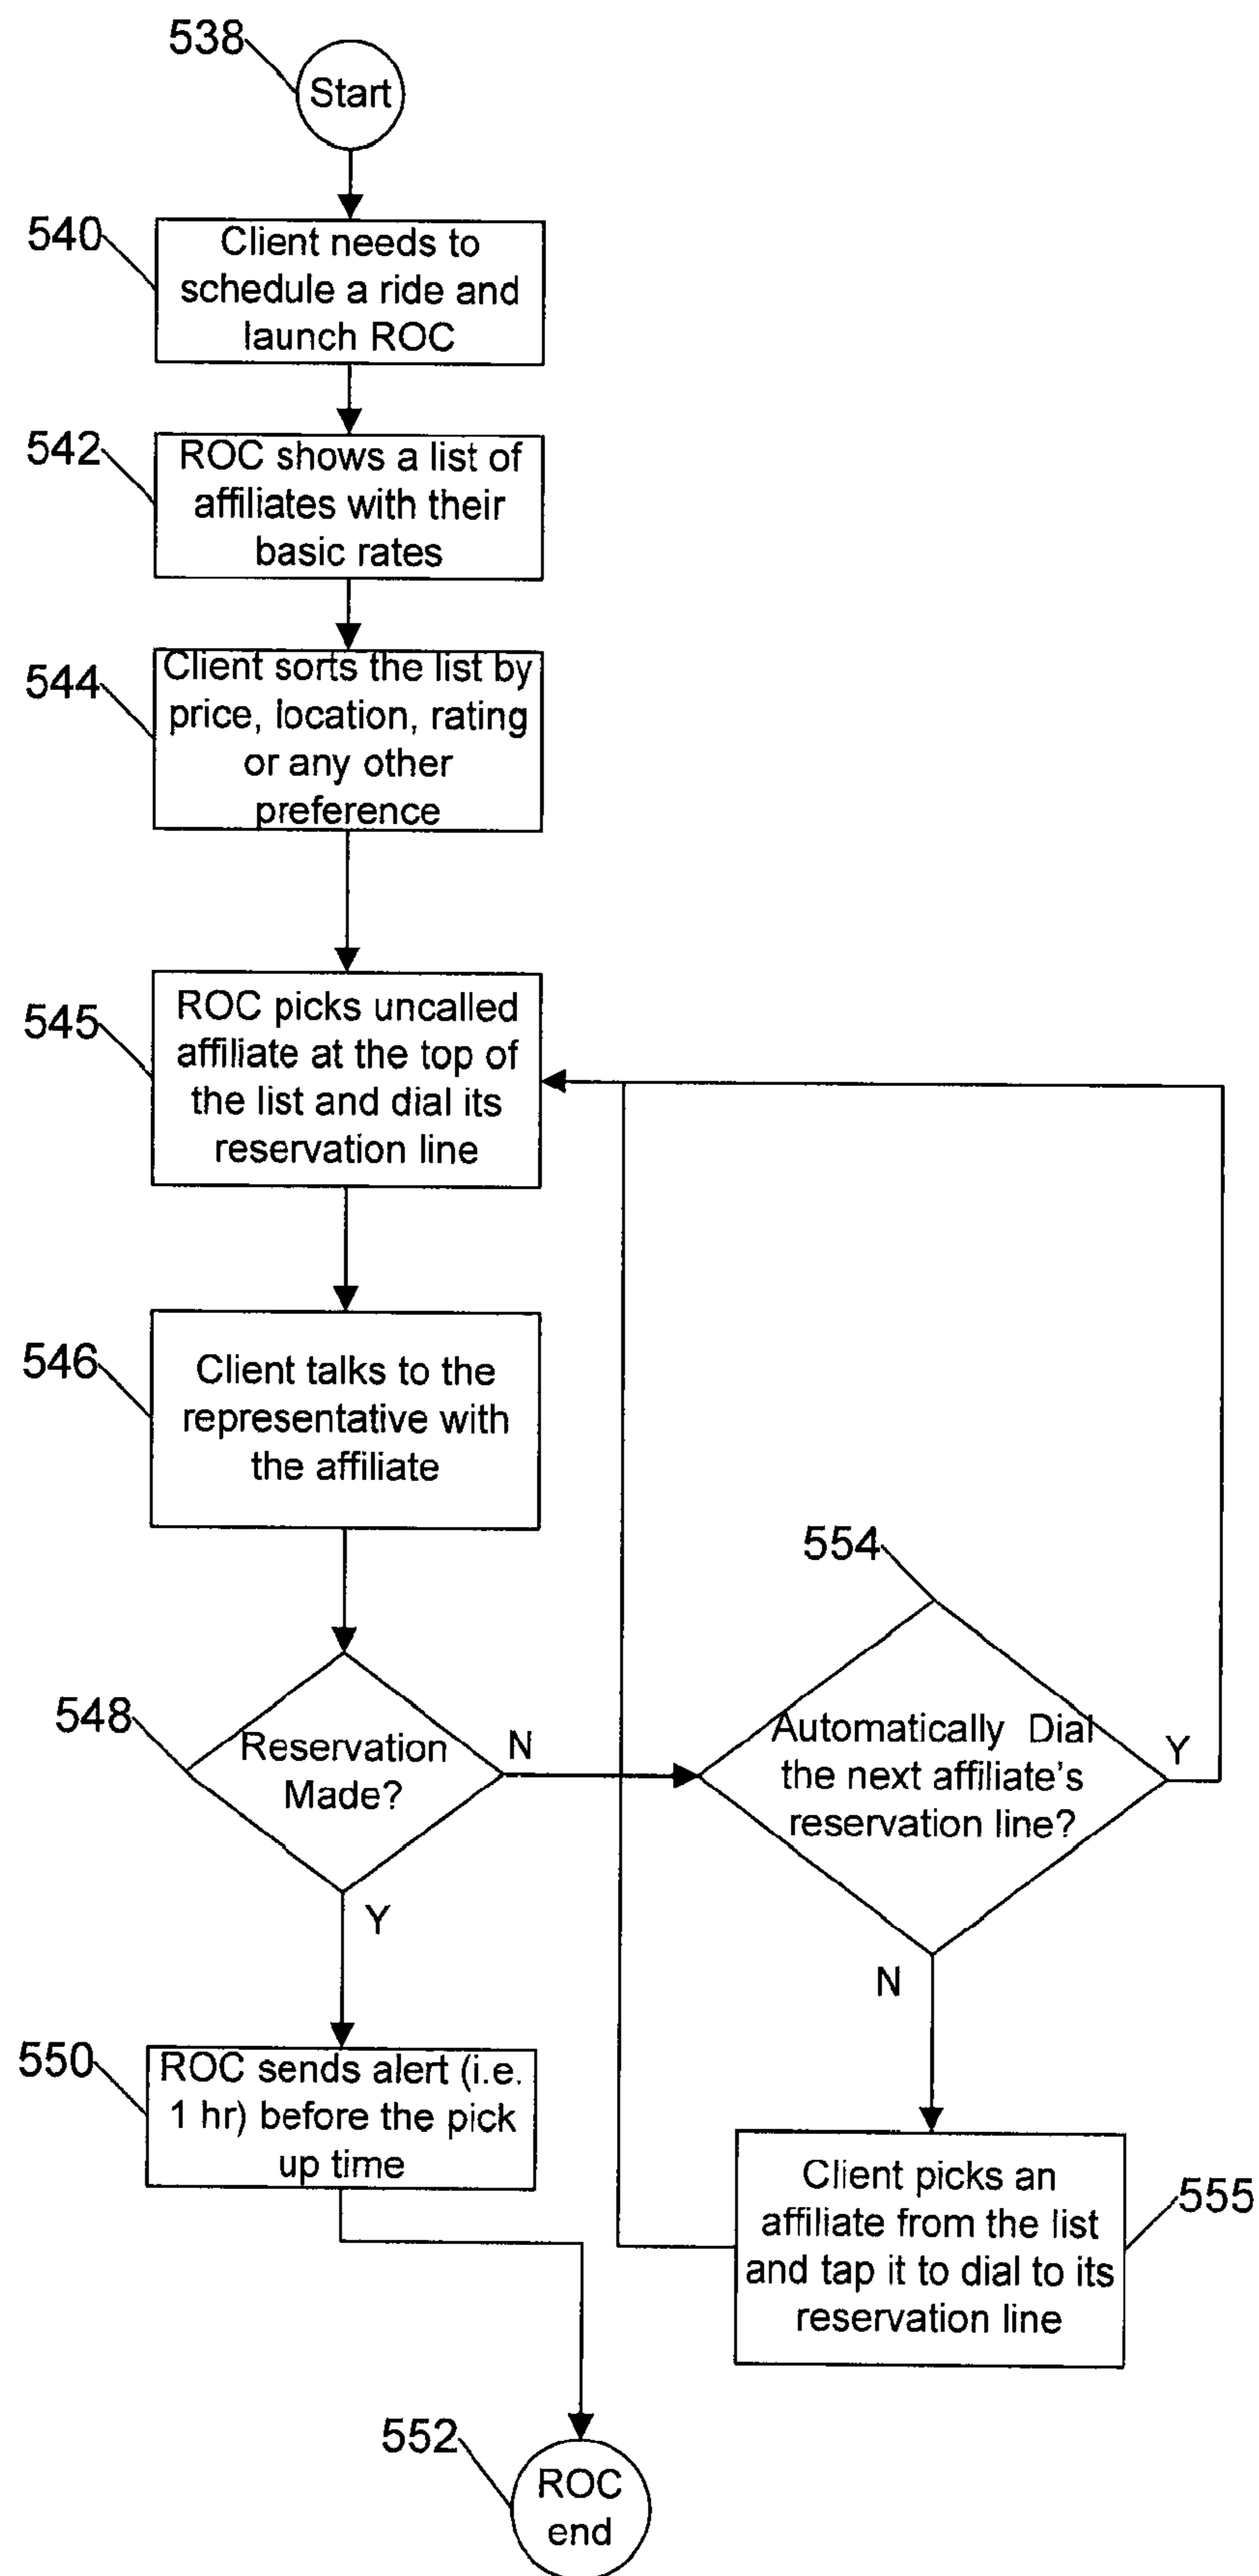 538
Start
540
Client needs to
schedule a ride and
launch ROC
542
ROC shows a list of
affiliates with their
basic rates
544
Client sorts the list by
price, location, rating
or any other
preference
545
ROC picks uncalled
affiliate at the top of
the list and dial its
reservation line
546
Client talks to the
representative with
the affiliate
548
Reservation
Made?
N
Y
554
Automatically Dial
the next affiliate's
reservation line?
Y
N
550
ROC sends alert (i.e.
1 hr) before the pick
up time
555
Client picks an
affiliate from the list
and tap it to dial to its
reservation line
552
ROC
end